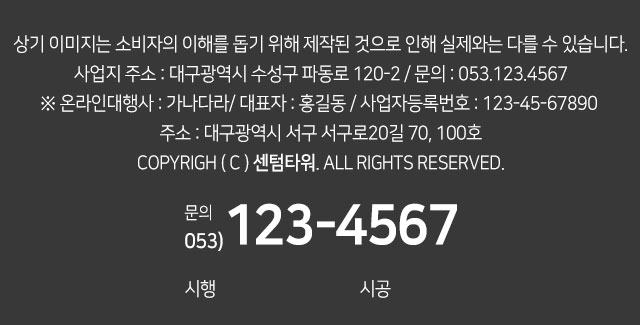 상기 이미지는 소비자의 이해를 돕기 위해 제작된 것으로 인해 실제와는 다를 수 있습니다.
사업지 주소 : 대구광역시 수성구 파동로 120-2 / 문의 : 053.123.4567
※ 온라인대행사 : 가나다라/ 대표자 : 홍길동 / 사업자등록번호 : 123-45-67890
주소 : 대구광역시 서구 서구로20길 70, 100호
COPYRIGH ( C ) 센텀타워. ALL RIGHTS RESERVED.
문의
053) 123-4567
시행 시공